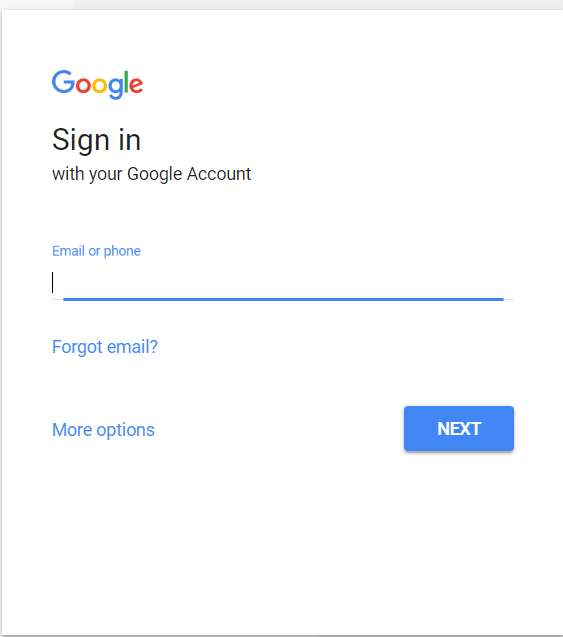 Google
Sign in
with your Google Account
Email or phone
Forgot email?
More options
NEXT